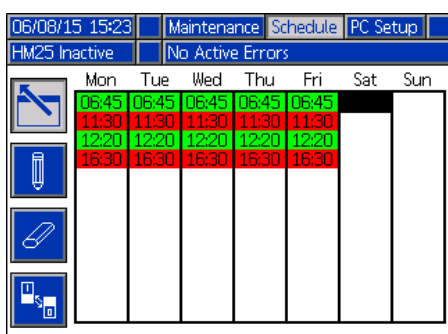 06/08/15 15:23 Maintenance Schedule PC Setup
HM25 Inactive No Active Errors
Mon Tue Wed Thu Fri Sat Sun
06:45 06:45 06:45 06:45 06:45
11:30 11:30 11:30 11:30 11:30
12:20 12:20 12:20 12:20 12:20
16:30 16:30 16:30 16:30 16:30